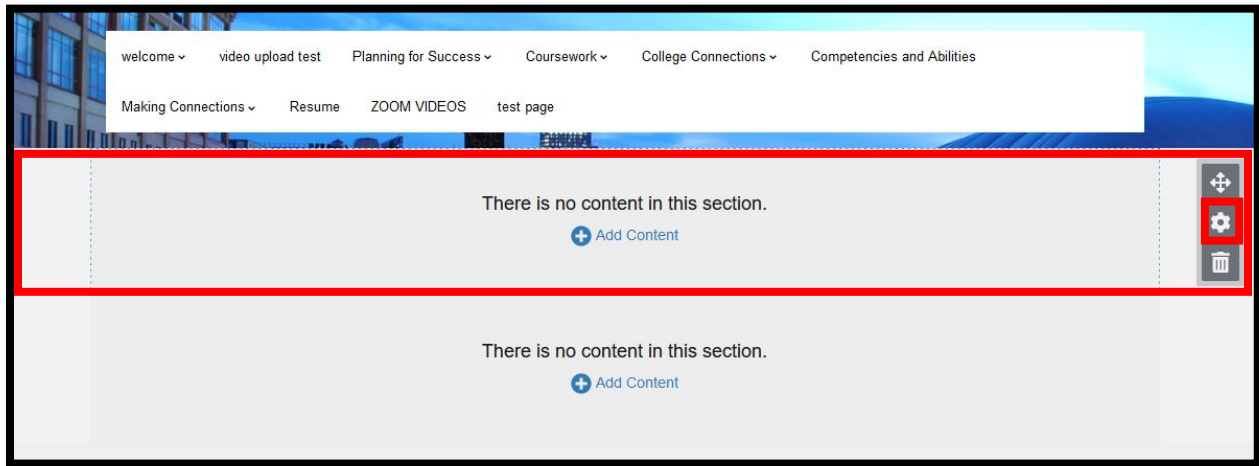 welcome video upload test Planning for Success Coursework College Connections Competencies and Abilities
Making Connections Resume ZOOM VIDEOS test page
There is no content in this section.
Add Content
There is no content in this section.
Add Content